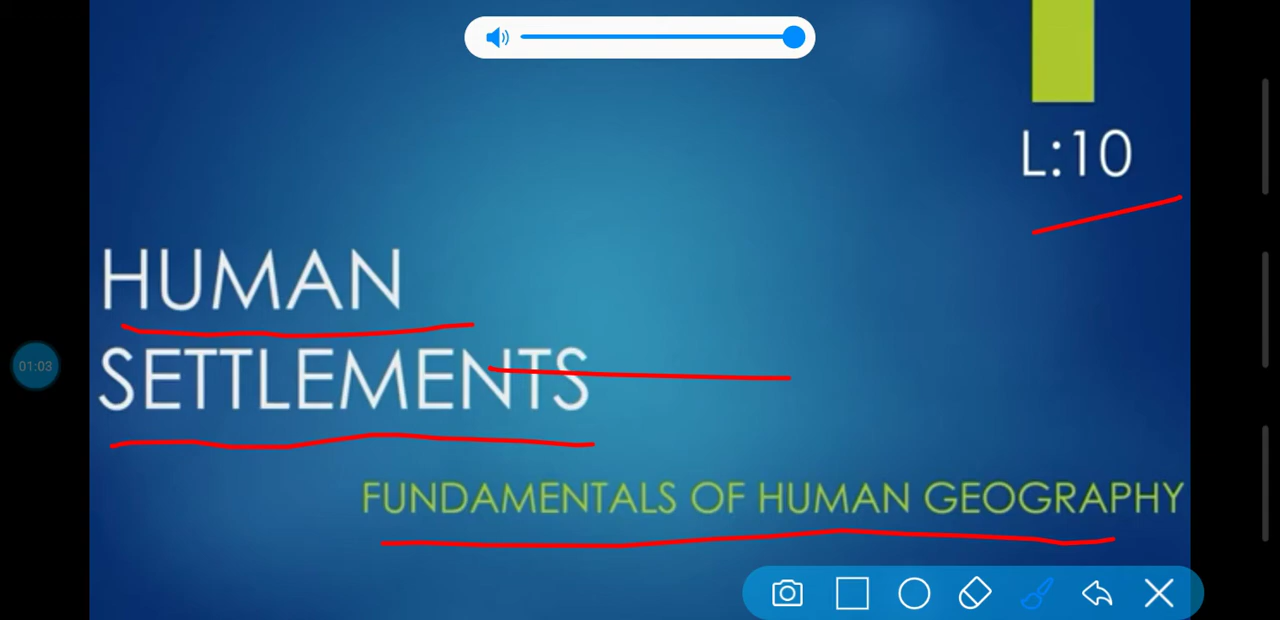 L:10
HUMAN
SETTLEMENTS
01:03
FUNDAMENTALS OF HUMAN GEOGRAPHY